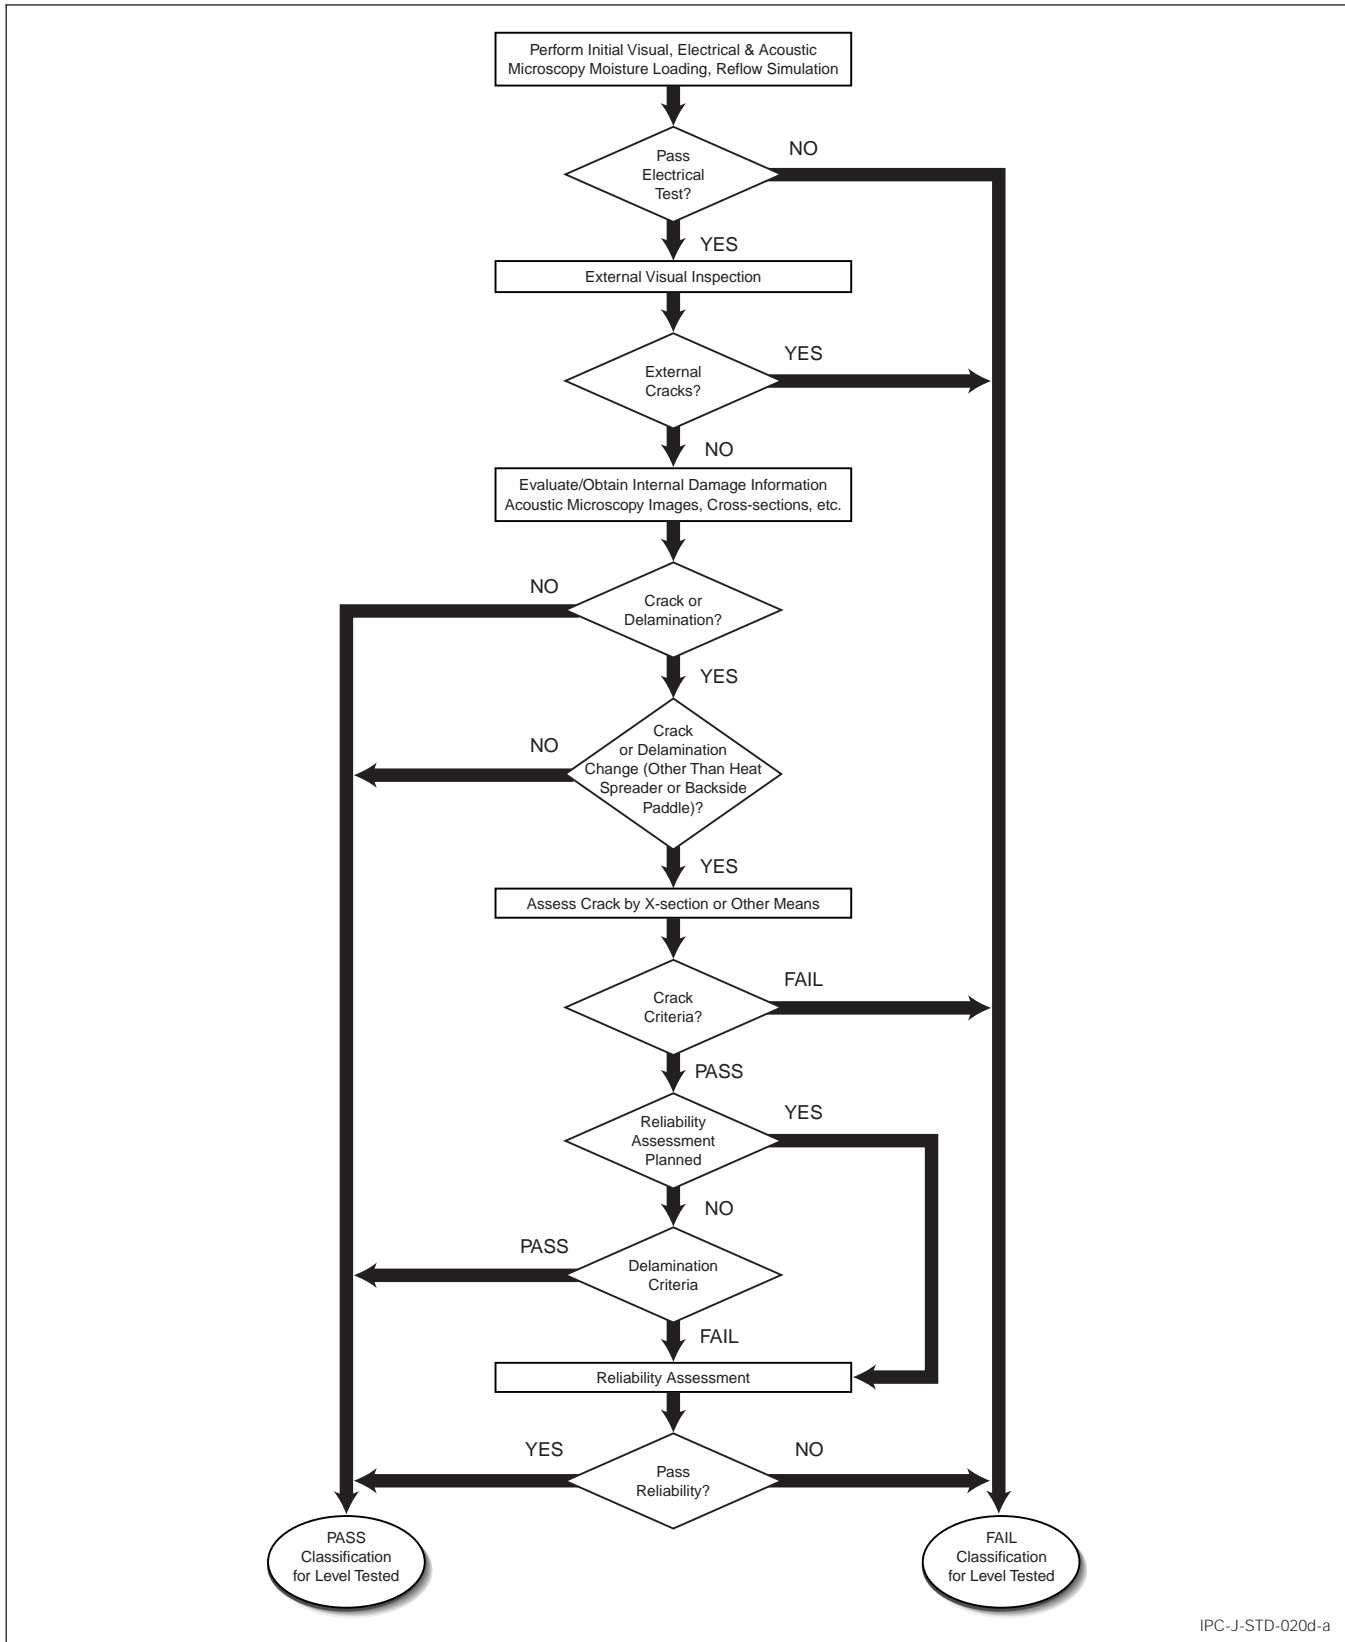 Perform Initial Visual, Electrical & Acoustic
Microscopy Moisture Loading, Reflow Simulation
Pass
Electrical
Test?
NO
YES
External Visual Inspection
External
Cracks?
YES
NO
Evaluate/Obtain Internal Damage Information
Acoustic Microscopy Images, Cross-sections, etc.
NO
Crack or
Delamination?
YES
NO
Crack
or Delamination
Change (Other Than Heat
Spreader or Backside
Paddle)?
YES
Assess Crack by X-section or Other Means
Crack
Criteria?
FAIL
PASS
Reliability
Assessment
Planned
YES
NO
PASS
Delamination
Criteria
FAIL
Reliability Assessment
YES
Pass
Reliability?
NO
PASS
Classification
for Level Tested
FAIL
Classification
for Level Tested
IPC-J-STD-020d-a